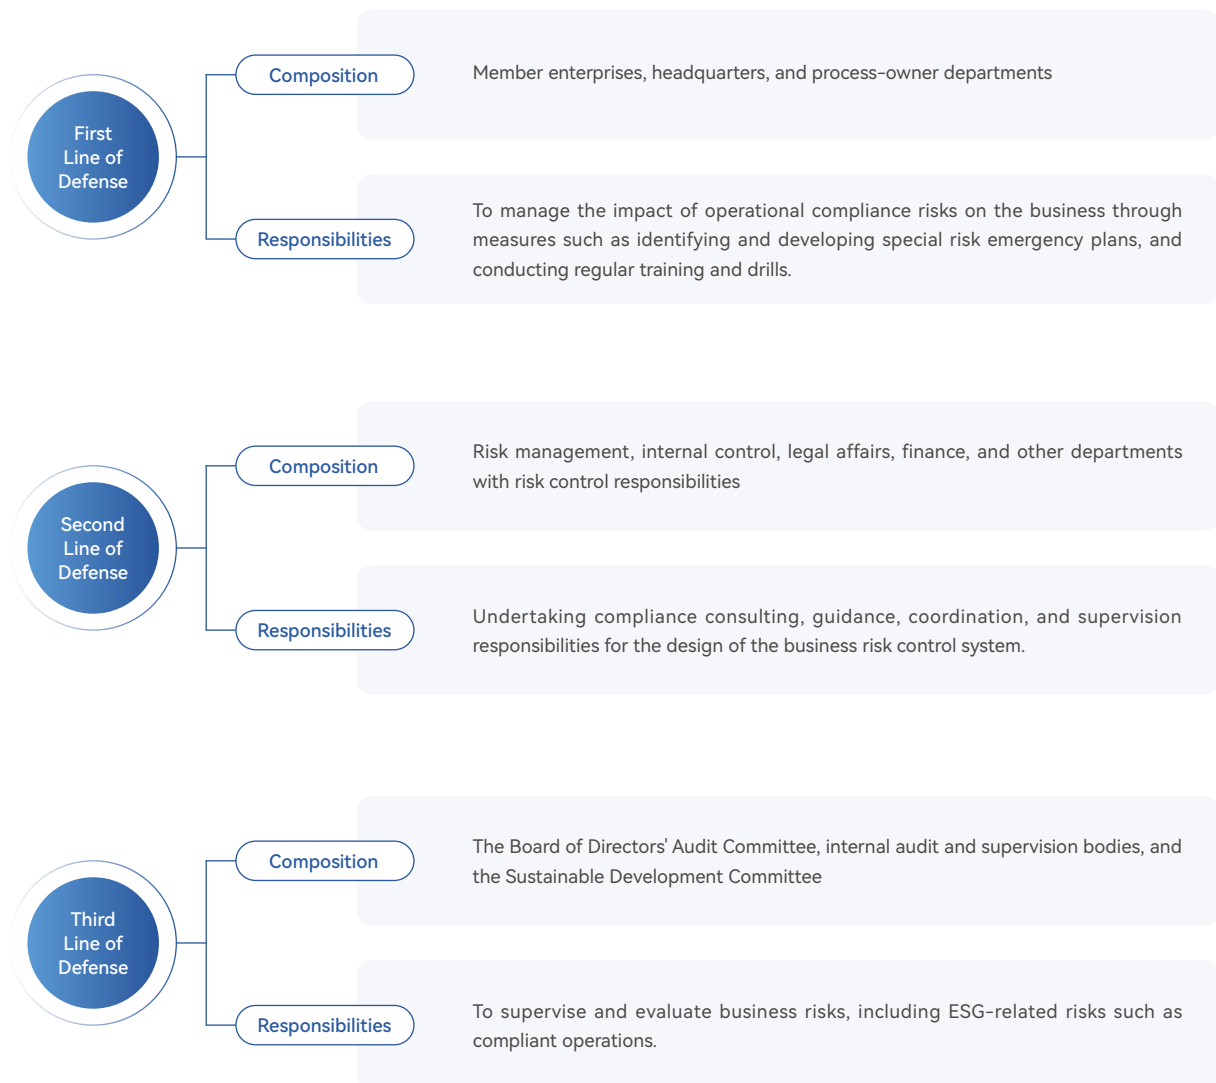 First
Line of
Defense
Composition
Member enterprises, headquarters, and process-owner departments
Responsibilities
To manage the impact of operational compliance risks on the business through
measures such as identifying and developing special risk emergency plans, and
conducting regular training and drills.
Second
Line of
Defense
Composition
Risk management, internal control, legal affairs, finance, and other departments
with risk control responsibilities
Responsibilities
Undertaking compliance consulting, guidance, coordination, and supervision
responsibilities for the design of the business risk control system.
Third
Line of
Defense
Composition
The Board of Directors' Audit Committee, internal audit and supervision bodies, and
the Sustainable Development Committee
Responsibilities
To supervise and evaluate business risks, including ESG-related risks such as
compliant operations.